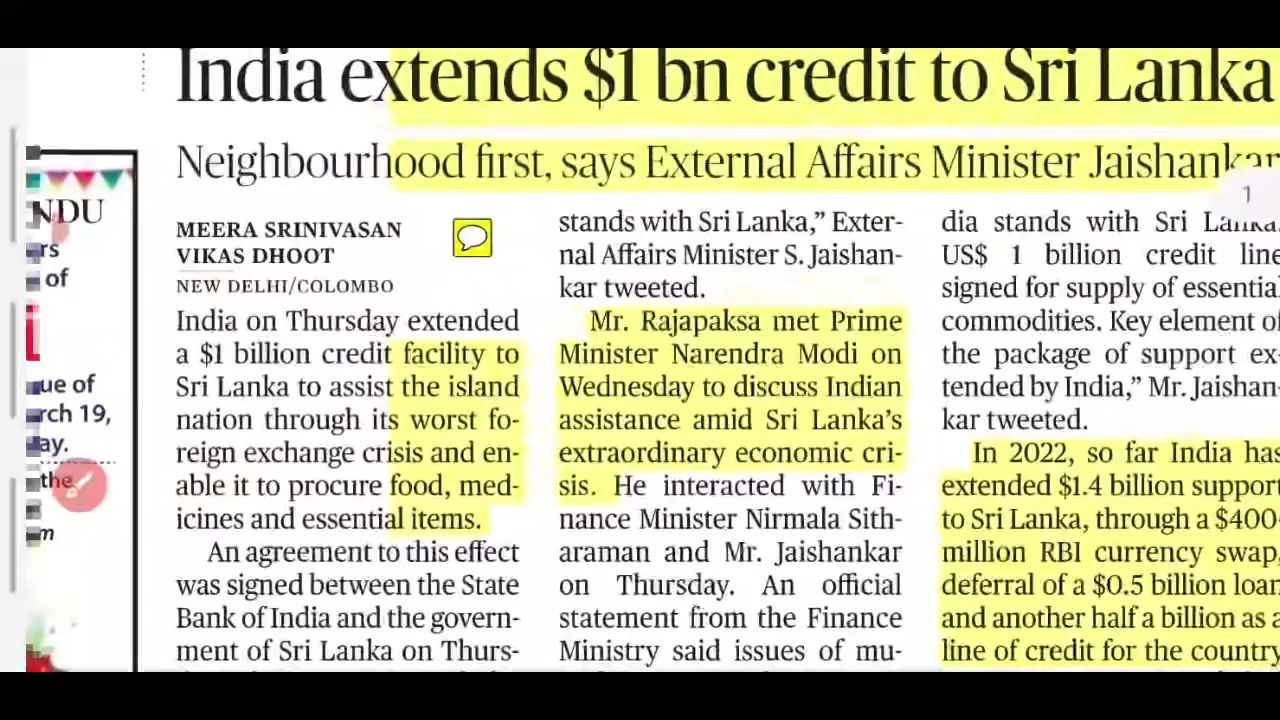 India extends $1 bn credit to Sri Lanka
Neighbourhood first, says External Affairs Minister Jaishankar
1
NDU
rs
of
ue of
rch 19,
ay.
the
m
MEERA SRINIVASAN
VIKAS DHOOT
NEW DELHI/COLOMBO
India on Thursday extended
a $1 billion credit facility to
Sri Lanka to assist the island
nation through its worst fo-
reign exchange crisis and en-
able it to procure food, med-
icines and essential items.
An agreement to this effect
was signed between the State
Bank of India and the govern-
ment of Sri Lanka on Thurs-
stands with Sri Lanka,” Exter-
nal Affairs Minister S. Jaishan-
kar tweeted.
Mr. Rajapaksa met Prime
Minister Narendra Modi on
Wednesday to discuss Indian
assistance amid Sri Lanka’s
extraordinary economic cri-
sis. He interacted with Fi-
nance Minister Nirmala Sith-
araman and Mr. Jaishankar
on Thursday. An official
statement from the Finance
Ministry said issues of mu-
dia stands with Sri Lanka.
US$ 1 billion credit line
signed for supply of essential
commodities. Key element of
the package of support ex-
tended by India,” Mr. Jaishan-
kar tweeted.
In 2022, so far India has
extended $1.4 billion support
to Sri Lanka, through a $400-
million RBI currency swap,
deferral of a $0.5 billion loan
and another half a billion as a
line of credit for the country